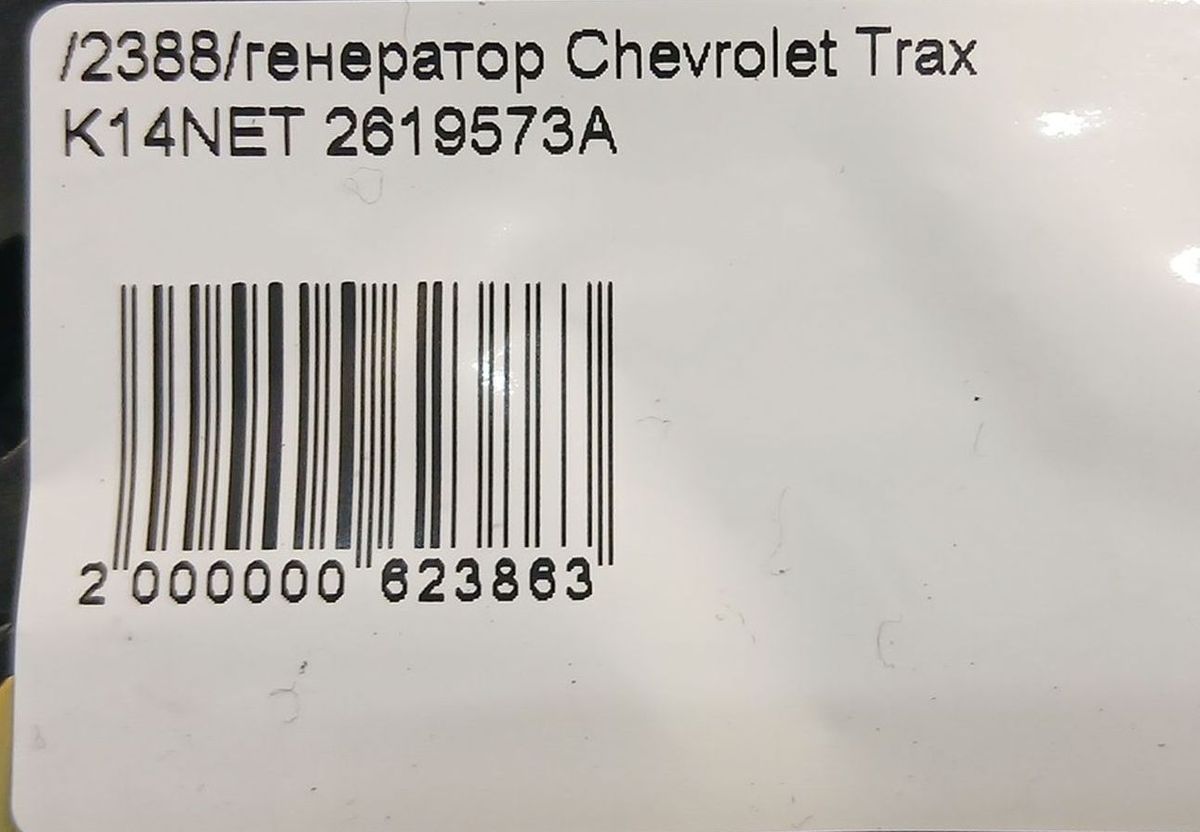 /2388/генератор Chevrolet Trax
K14NET 2619573A
2 000000 623863